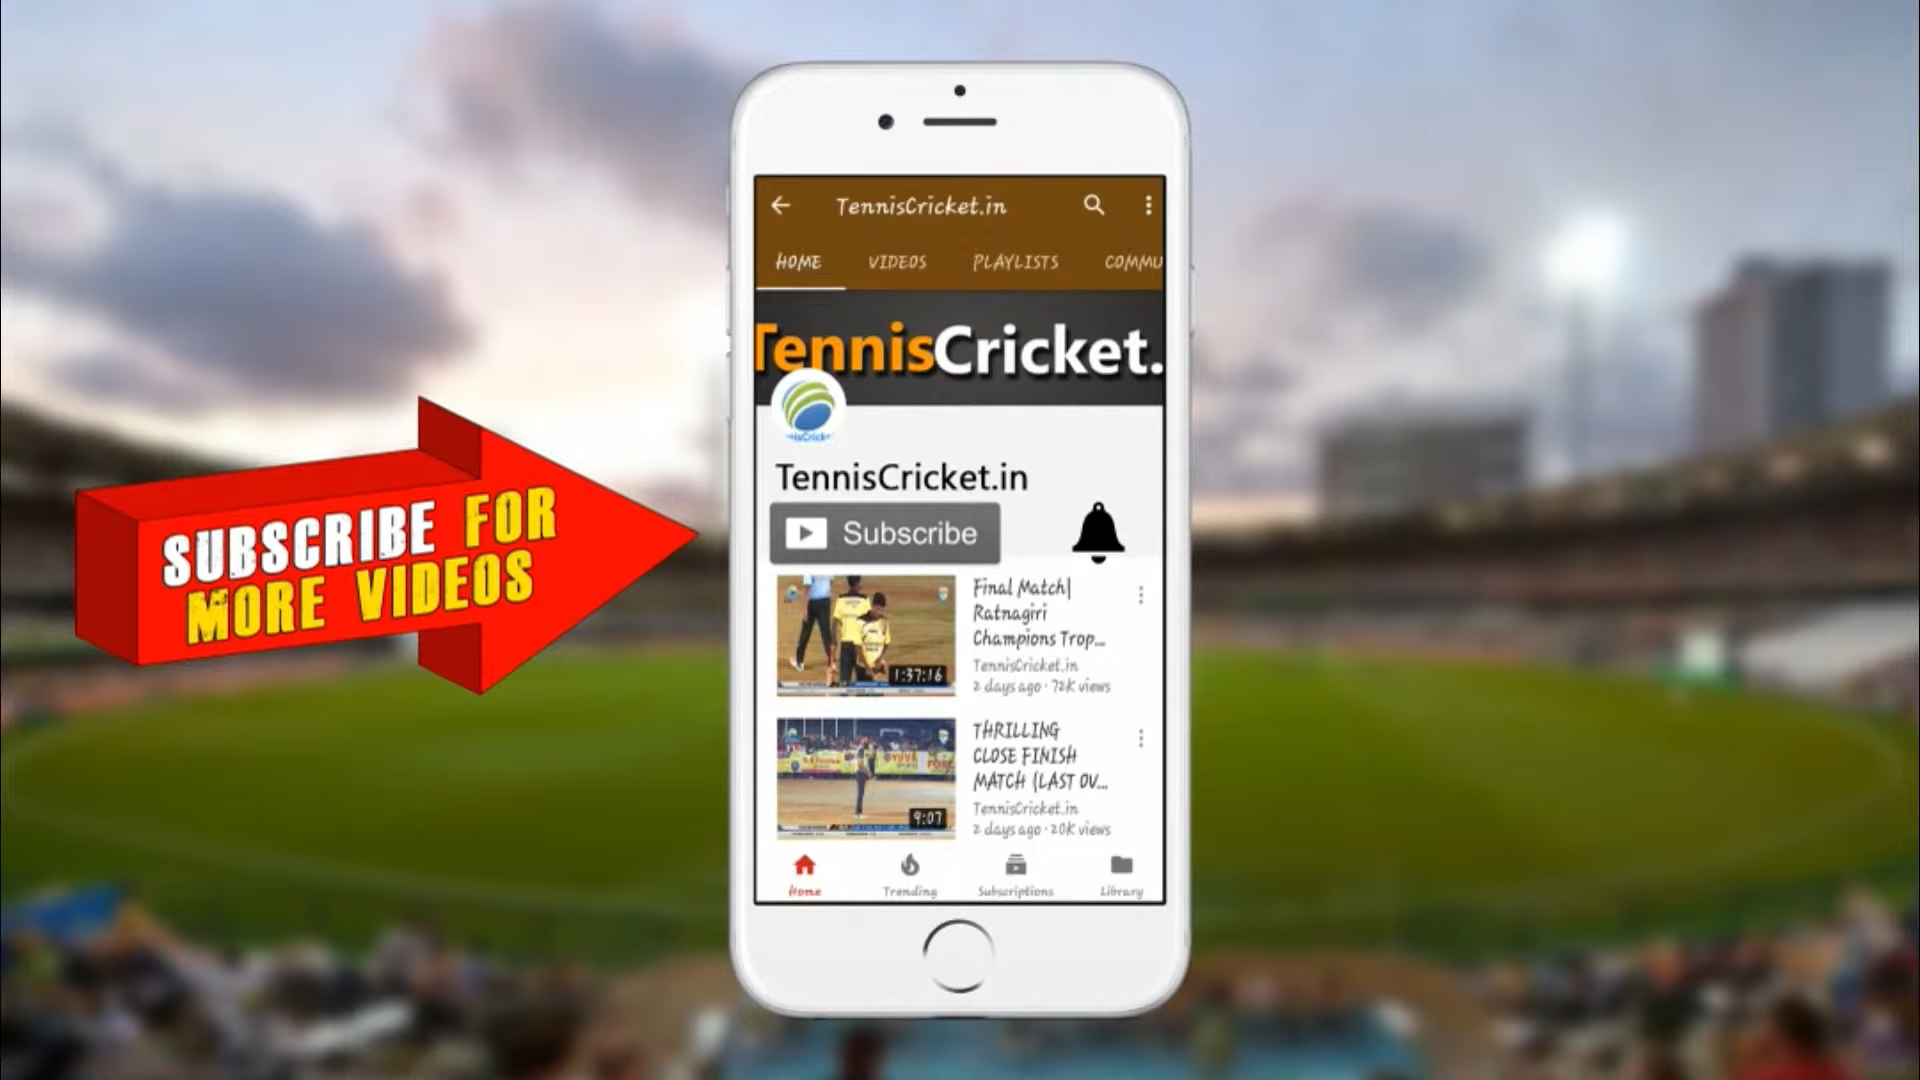 SUBSCRIBE FOR
MORE VIDEOS
TennisCricket.in
HOME VIDEOS PLAYLISTS COMMU
TennisCricket.
TennisCricket.in
Subscribe
Final Match|
Ratnagiri
Champions Trop...
TennisCricket.in
2 days ago · 72K views
1:37:16
THRILLING
CLOSE FINISH
MATCH (LAST OV...
TennisCricket.in
2 days ago · 20K views
9:07
Home Trending Subscriptions Library